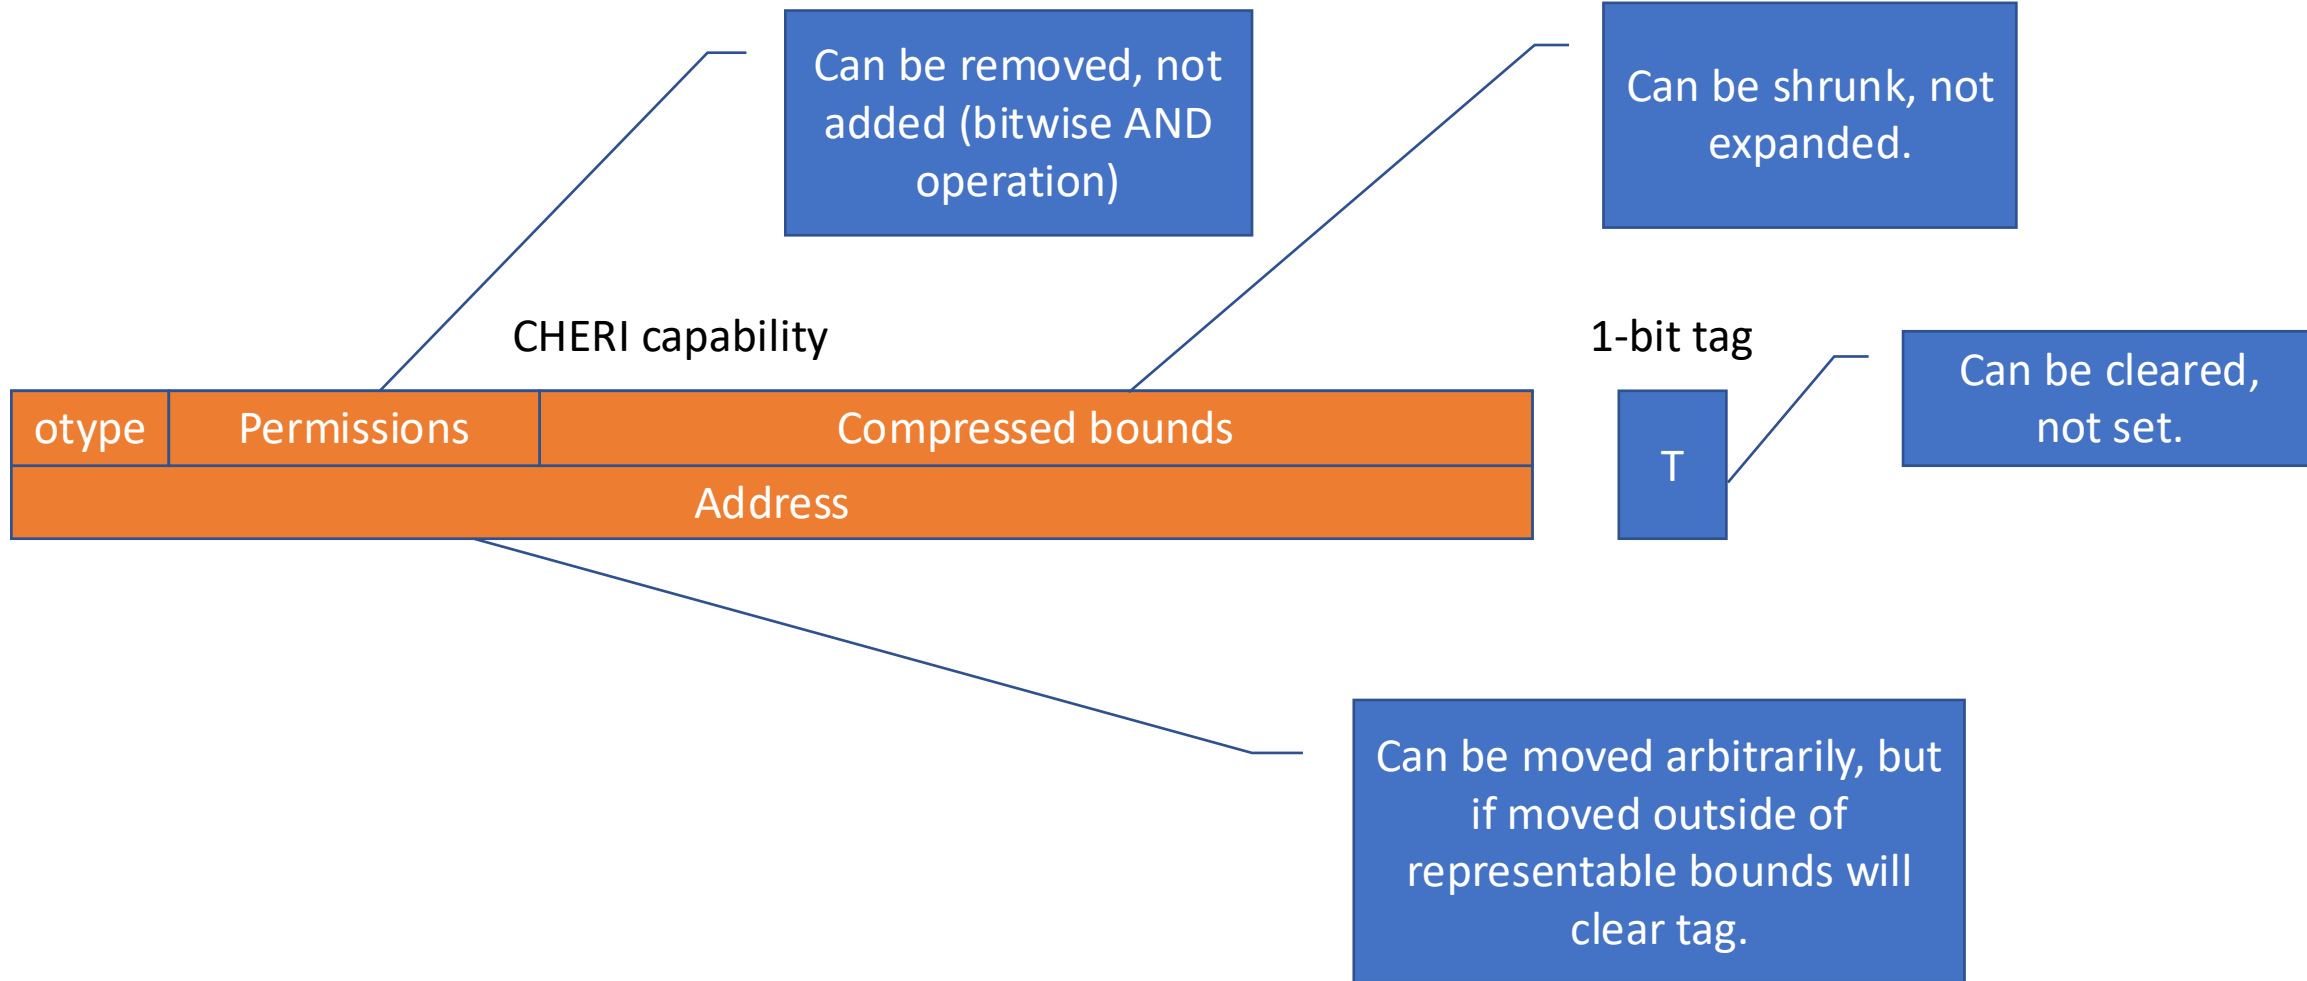 Can be removed, not
added (bitwise AND
operation)
Can be shrunk, not
expanded.
CHERI capability
1-bit tag
Can be cleared,
not set.
otype
Permissions
Compressed bounds
T
Address
Can be moved arbitrarily, but
if moved outside of
representable bounds will
clear tag.